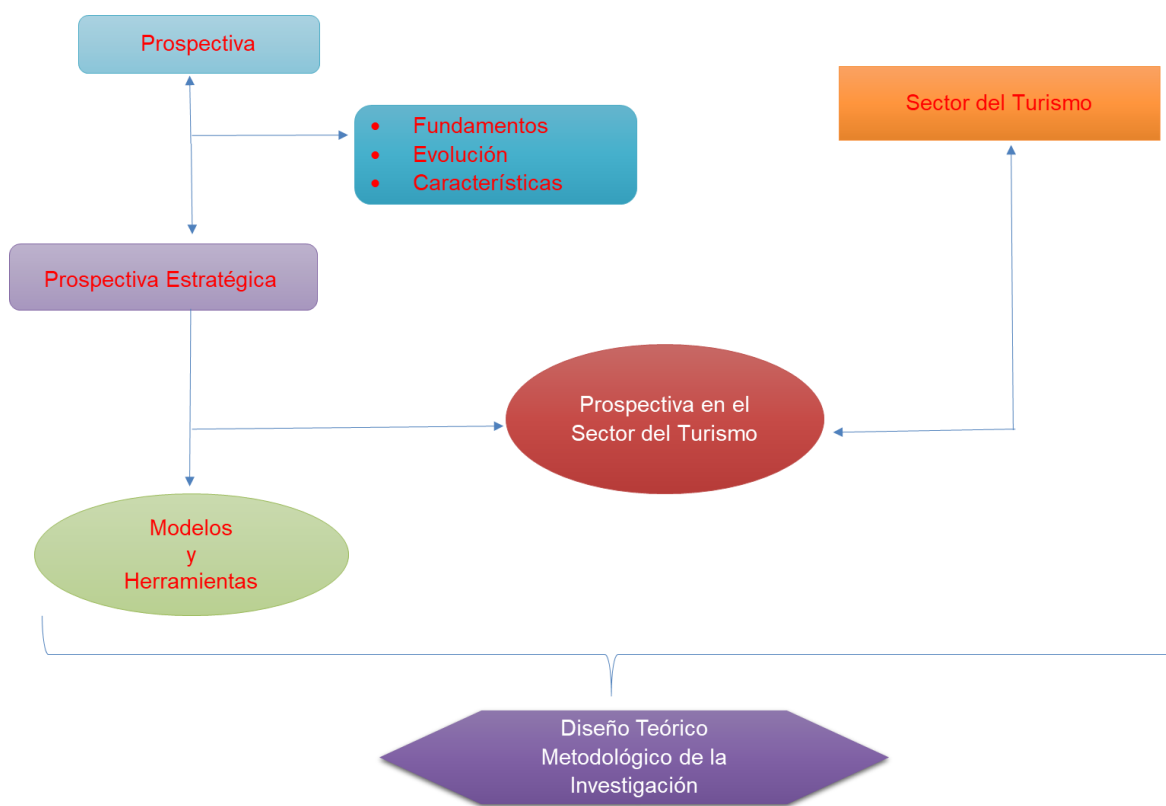 Prospectiva
Sector del Turismo
• Fundamentos
• Evolución
• Características
Prospectiva Estratégica
Prospectiva en el
Sector del Turismo
Modelos
y
Herramientas
Diseño Teórico
Metodológico de la
Investigación